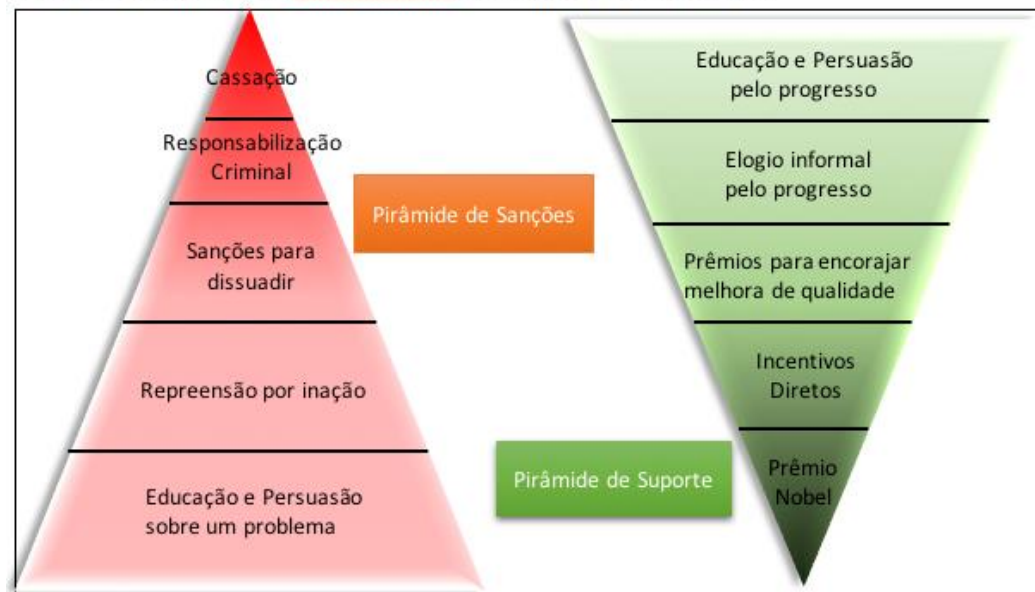 Cassação
Responsabilização
Criminal
Sanções para
dissuadir
Repreensão por inação
Educação e Persuasão
sobre um problema
Pirâmide de Sanções
Educação e Persuasão
pelo progresso
Elogio informal
pelo progresso
Prêmios para encorajar
melhora de qualidade
Incentivos
Diretos
Prêmio
Nobel
Pirâmide de Suporte